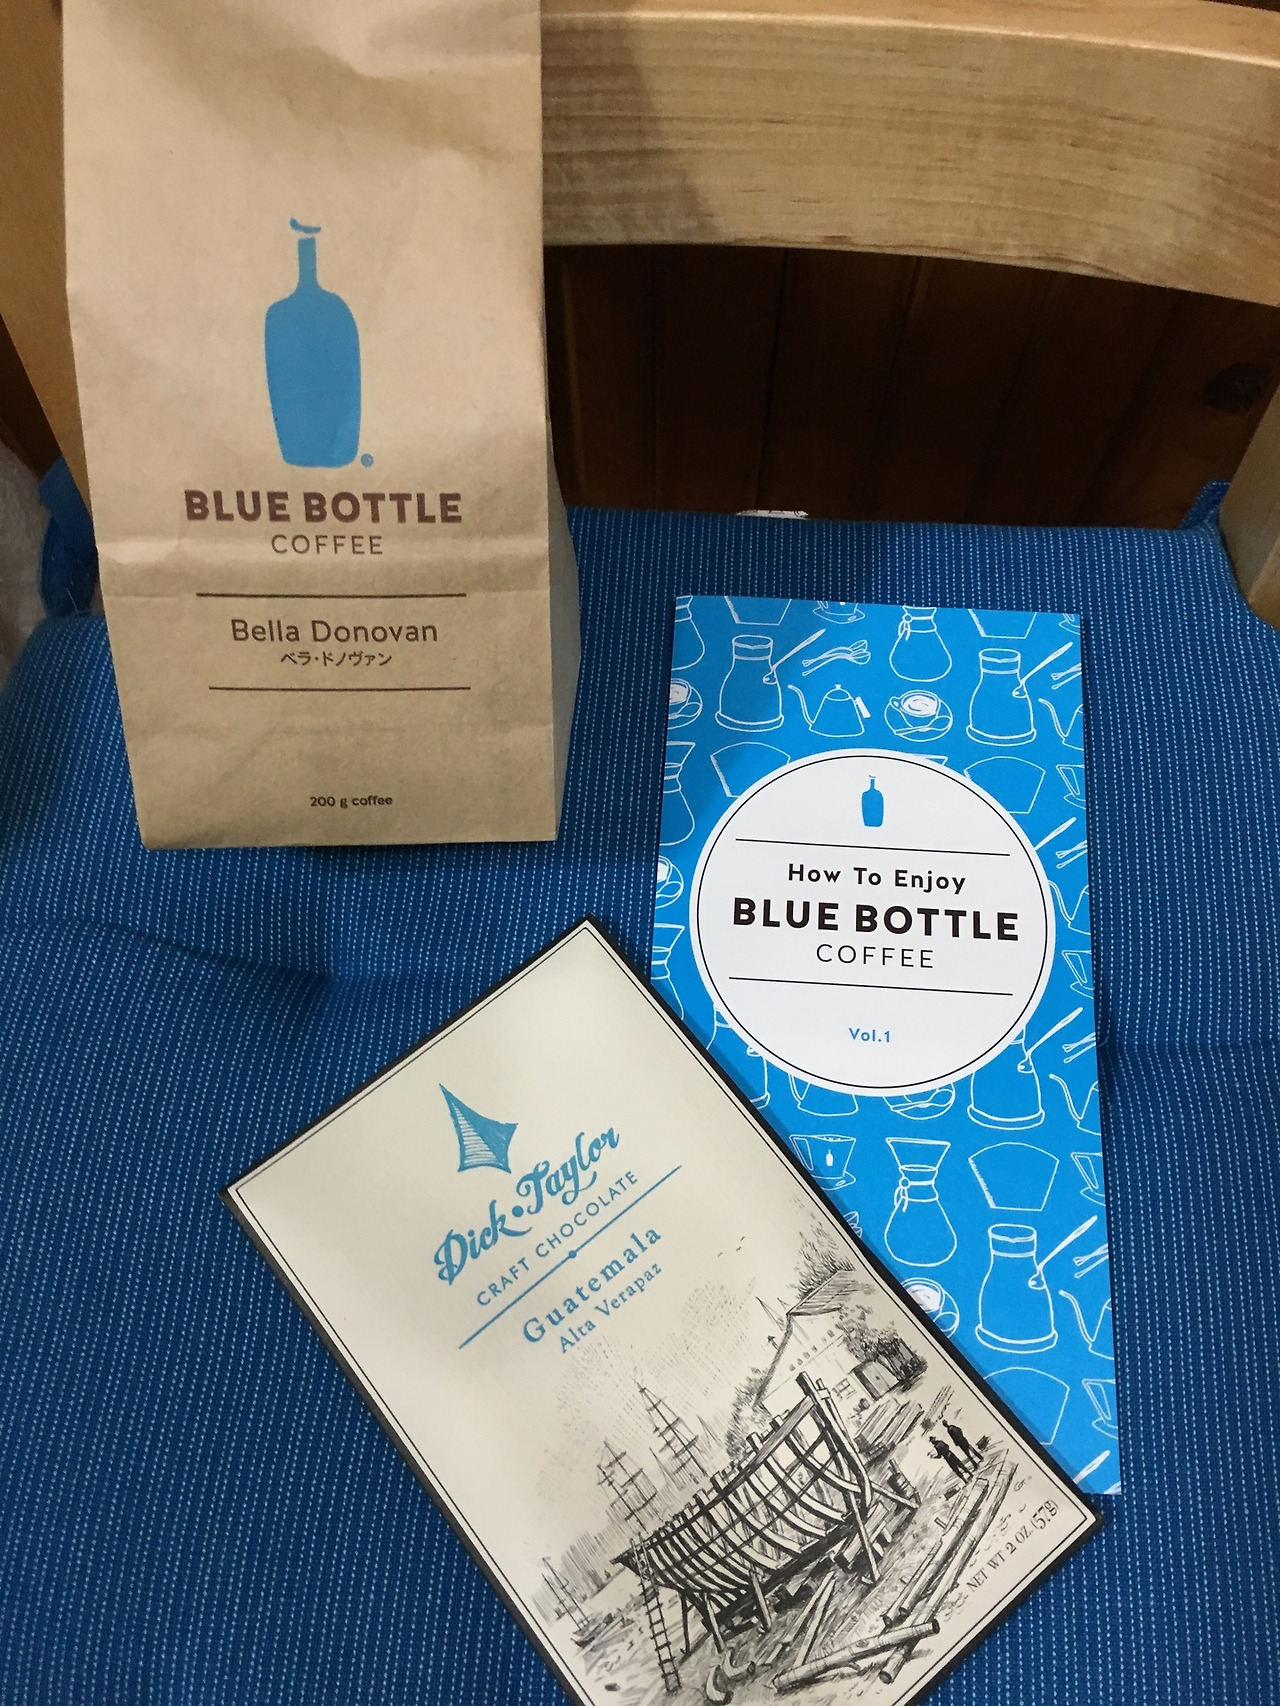 BLUE BOTTLE
COFFEE
Bella Donovan
ベラ・ドノヴァン
200 g coffee
How To Enjoy
BLUE BOTTLE
COFFEE
Vol.1
Dick·Taylor
CRAFT CHOCOLATE
Guatemala
Alta Verapaz
NET WT 2 OZ. (57g)